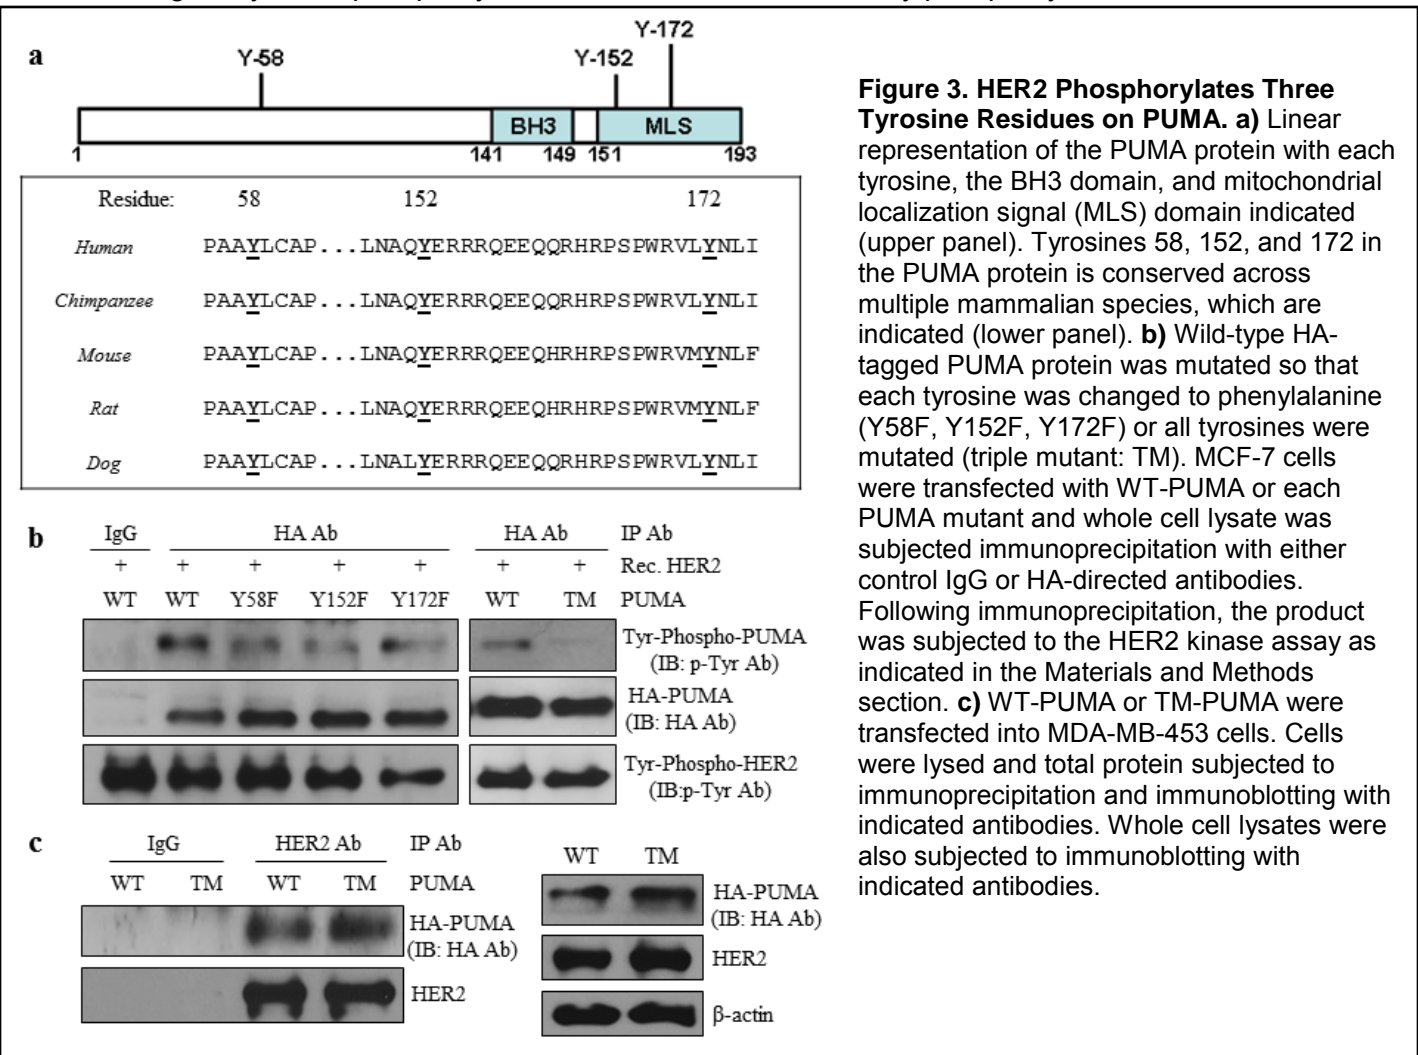 a
Y-58
Y-152
Y-172
BH3
MLS
1
141
149
151
193
Residue: 58 152 172
Human PAAYLCAP...LNAQYERRRQEEQQRHRPSPWRVLYNLI
Chimpanzee PAAYLCAP...LNAQYERRRQEEQQRHRPSPWRVLYNLI
Mouse PAAYLCAP...LNAQYERRRQEEQHRHRPSPWRVMYNLF
Rat PAAYLCAP...LNAQYERRRQEEQHRHRPSPWRVMYNLF
Dog PAAYLCAP...LNALYERRRQEEQQRHRPSPWRVLYNLI
b
IgG HA Ab HA Ab IP Ab
+ + + + + + + Rec. HER2
WT WT Y58F Y152F Y172F WT TM PUMA
Tyr-Phospho-PUMA
(IB: p-Tyr Ab)
HA-PUMA
(IB: HA Ab)
Tyr-Phospho-HER2
(IB:p-Tyr Ab)
c
IgG HER2 Ab IP Ab
WT TM WT TM PUMA
HA-PUMA
(IB: HA Ab)
HER2
WT TM
HA-PUMA
(IB: HA Ab)
HER2
β-actin
Figure 3. HER2 Phosphorylates Three
Tyrosine Residues on PUMA. a) Linear
representation of the PUMA protein with each
tyrosine, the BH3 domain, and mitochondrial
localization signal (MLS) domain indicated
(upper panel). Tyrosines 58, 152, and 172 in
the PUMA protein is conserved across
multiple mammalian species, which are
indicated (lower panel). b) Wild-type HA-
tagged PUMA protein was mutated so that
each tyrosine was changed to phenylalanine
(Y58F, Y152F, Y172F) or all tyrosines were
mutated (triple mutant: TM). MCF-7 cells
were transfected with WT-PUMA or each
PUMA mutant and whole cell lysate was
subjected immunoprecipitation with either
control IgG or HA-directed antibodies.
Following immunoprecipitation, the product
was subjected to the HER2 kinase assay as
indicated in the Materials and Methods
section. c) WT-PUMA or TM-PUMA were
transfected into MDA-MB-453 cells. Cells
were lysed and total protein subjected to
immunoprecipitation and immunoblotting with
indicated antibodies. Whole cell lysates were
also subjected to immunoblotting with
indicated antibodies.